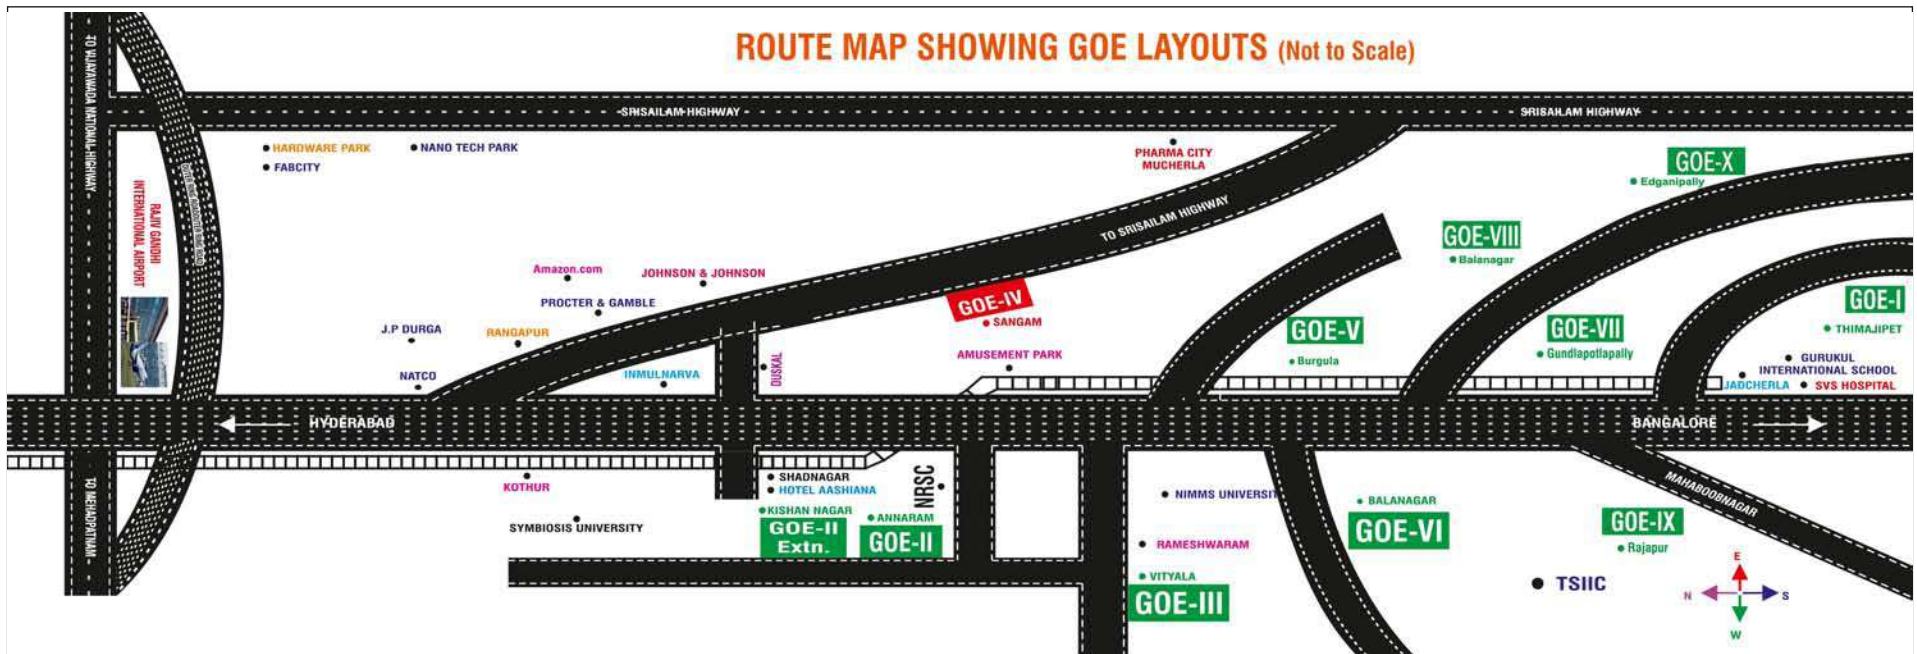 ROUTE MAP SHOWING GOE LAYOUTS (Not to Scale)
TO VIJAYAWADA NATIONAL HIGHWAY
SRISAILAM HIGHWAY
SRISAILAM HIGHWAY
HARDWARE PARK
NANO TECH PARK
FABCITY
PHARMA CITY
MUCHERLA
GOE-X
Edganipally
RAJIV GANDHI
INTERNATIONAL AIRPORT
TO SRISAILAM HIGHWAY
GOE-VIII
Balanagar
Amazon.com
JOHNSON & JOHNSON
PROCTER & GAMBLE
GOE-IV
SANGAM
GOE-I
THIMAJIPET
J.P DURGA
RANGAPUR
GOE-V
Burgula
GOE-VII
Gundlapotlapally
AMUSEMENT PARK
DUSKAL
NATCO
INMULNARVA
GURUKUL
INTERNATIONAL SCHOOL
JADCHERLA
SVS HOSPITAL
HYDERABAD
BANGALORE
TO MEHADPATNAM
KOTHUR
SHADNAGAR
HOTEL AASHIANA
NRSC
NIMMS UNIVERSIT
MAHABOOBNAGAR
SYMBIOSIS UNIVERSITY
KISHAN NAGAR
GOE-II
Extn.
ANNARAM
GOE-II
BALANAGAR
GOE-VI
GOE-IX
Rajapur
RAMESHWARAM
VITYALA
GOE-III
TSIIC
E
N
S
W